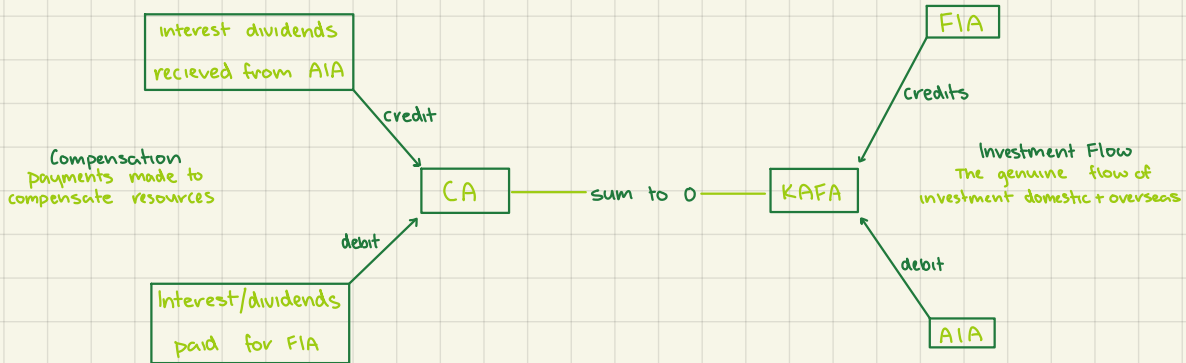 interest dividends
recieved from AIA
credit
Compensation
payments made to
compensate resources
CA
debit
Interest/dividends
paid for FIA
sum to 0
FIA
credits
KAFA
Investment Flow
The genuine flow of
investment domestic + overseas
debit
AIA